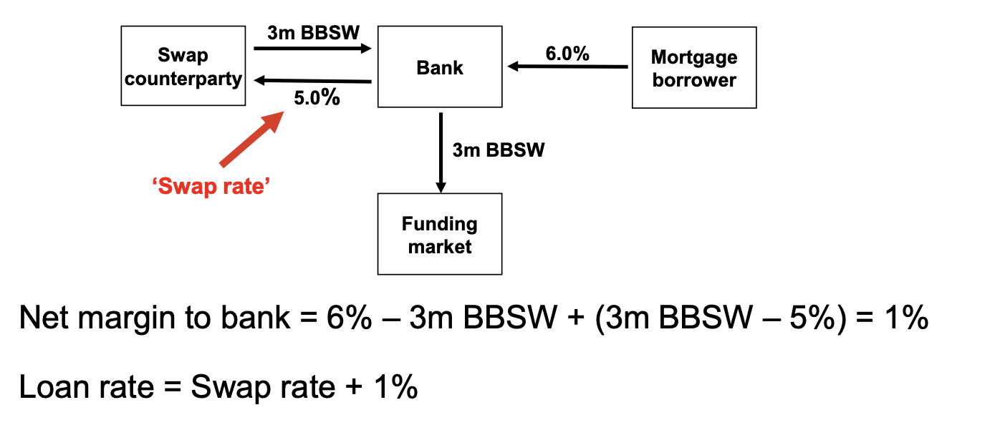 3m BBSW
Swap
counterparty
5.0%
‘Swap rate’
Bank
6.0%
Mortgage
borrower
3m BBSW
Funding
market
Net margin to bank = 6% – 3m BBSW + (3m BBSW – 5%) = 1%
Loan rate = Swap rate + 1%